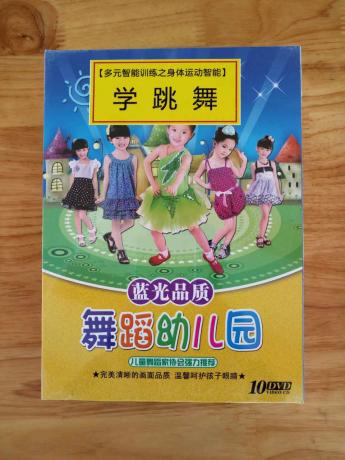 【多元智能训练之身体运动智能】
学跳舞
蓝光品质
舞蹈幼儿园
儿童舞蹈家协会强力推荐
★完美清晰的画面品质 温馨呵护孩子眼睛★
10DVD
VIDEO CD